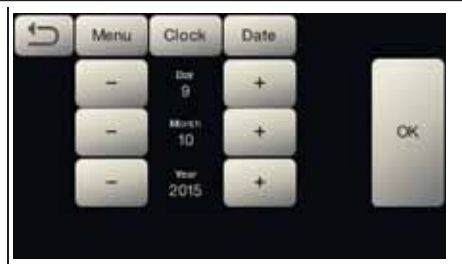 Menu Clock Date
Day
- 9 +
Month
- 10 +
OK
Year
- 2015 +